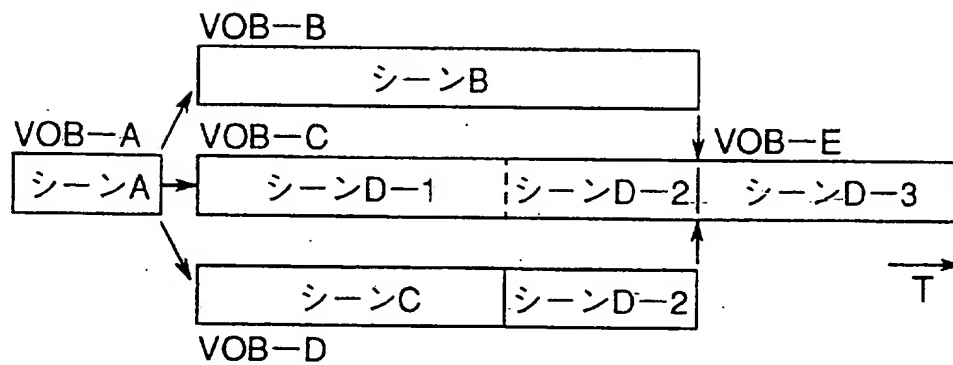 VOB—B
シーンB
VOB—A
VOB—C
VOB—E
シーンA
シーンD—1
シーンD—2
シーンD—3
シーンC
シーンD—2
T
VOB—D